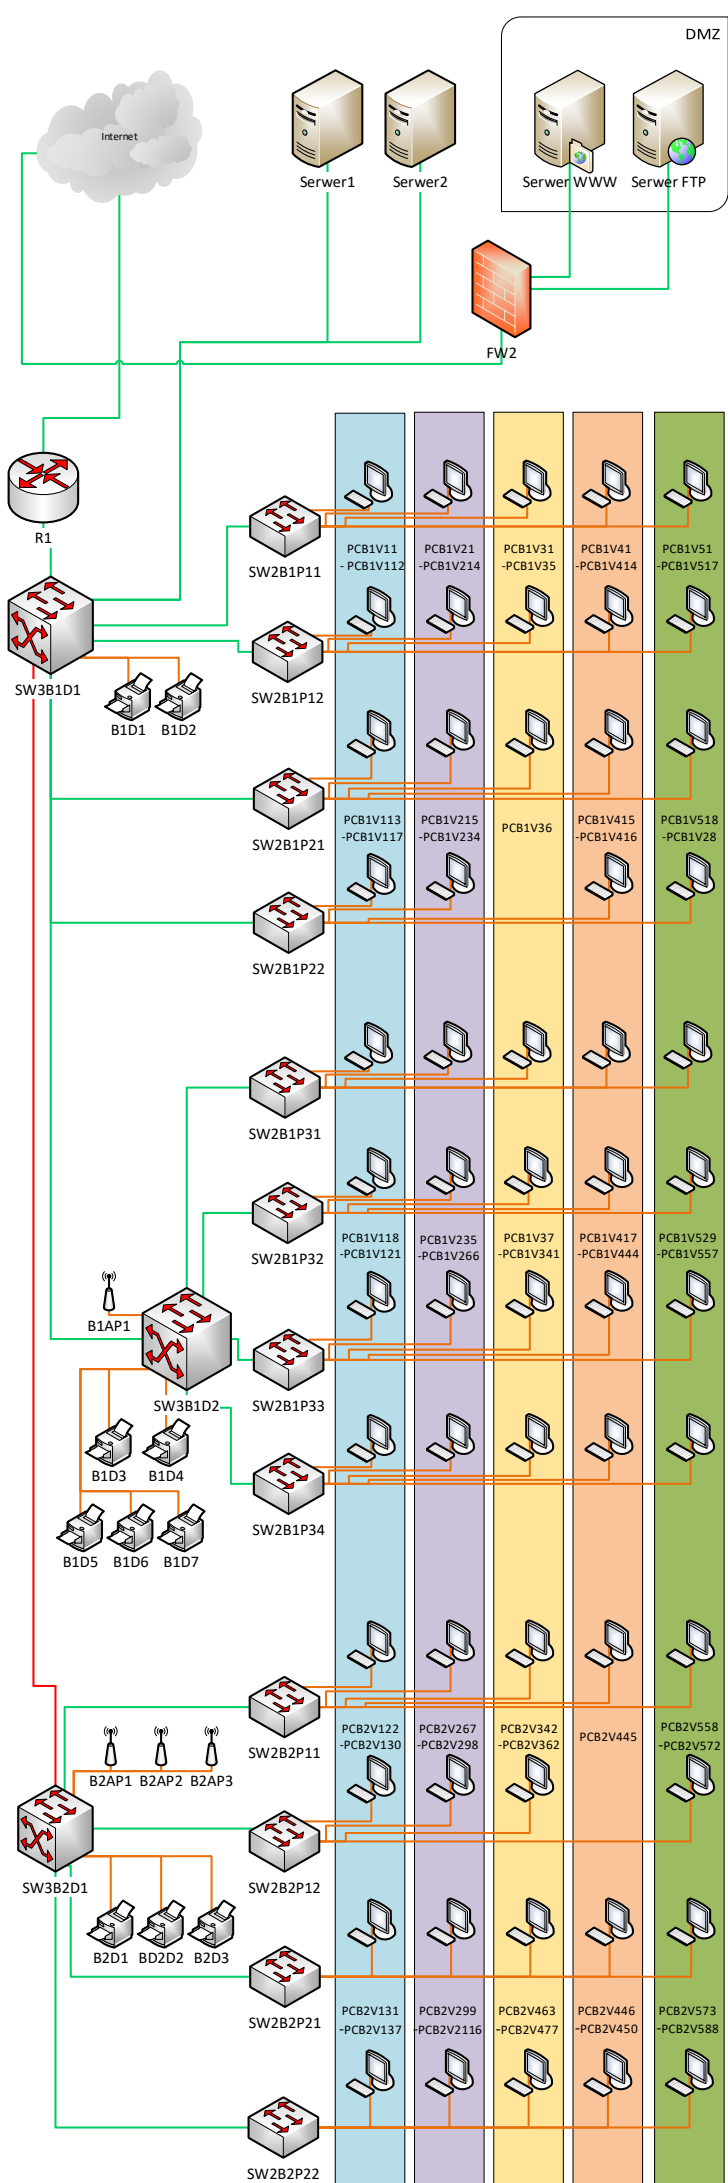 DMZ
Internet
Serwer1
Serwer2
Serwer WWW
Serwer FTP
FW2
R1
SW2B1P11
PCB1V11
- PCB1V112
PCB1V21
-PCB1V214
PCB1V31
-PCB1V35
PCB1V41
-PCB1V414
PCB1V51
-PCB1V517
SW3B1D1
B1D1
B1D2
SW2B1P12
SW2B1P21
PCB1V113
-PCB1V117
PCB1V215
-PCB1V234
PCB1V36
PCB1V415
-PCB1V416
PCB1V518
-PCB1V28
SW2B1P22
SW2B1P31
SW2B1P32
PCB1V118
-PCB1V121
PCB1V235
-PCB1V266
PCB1V37
-PCB1V341
PCB1V417
-PCB1V444
PCB1V529
-PCB1V557
B1AP1
SW3B1D2
SW2B1P33
B1D3
B1D4
SW2B1P34
B1D5
B1D6
B1D7
SW2B2P11
PCB2V122
-PCB2V130
PCB2V267
-PCB2V298
PCB2V342
-PCB2V362
PCB2V445
PCB2V558
-PCB2V572
B2AP1
B2AP2
B2AP3
SW3B2D1
SW2B2P12
B2D1
BD2D2
B2D3
SW2B2P21
PCB2V131
-PCB2V137
PCB2V299
-PCB2V2116
PCB2V463
-PCB2V477
PCB2V446
-PCB2V450
PCB2V573
-PCB2V588
SW2B2P22